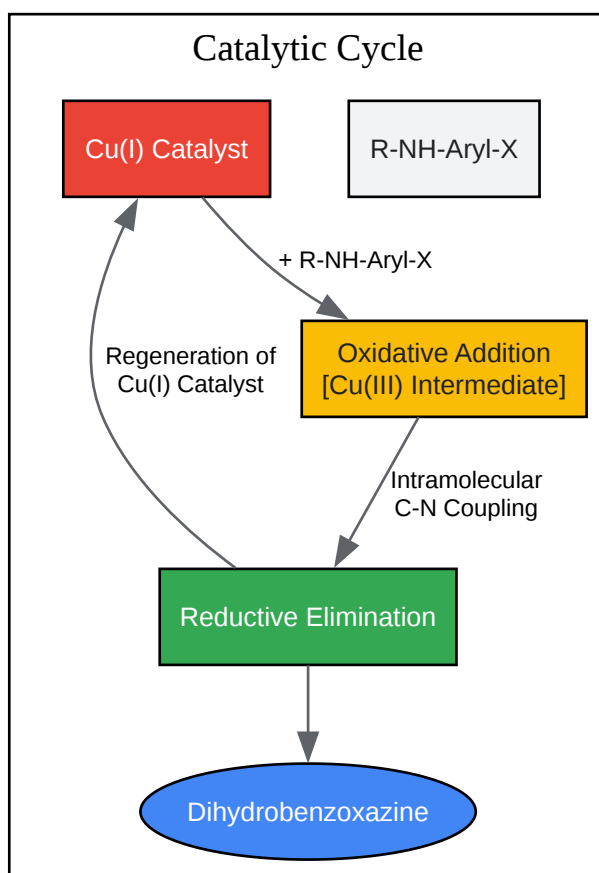 Catalytic Cycle
Cu(I) Catalyst
R-NH-Aryl-X
+ R-NH-Aryl-X
Oxidative Addition
[Cu(III) Intermediate]
Regeneration of
Cu(I) Catalyst
Intramolecular
C-N Coupling
Reductive Elimination
Dihydrobenzoxazine